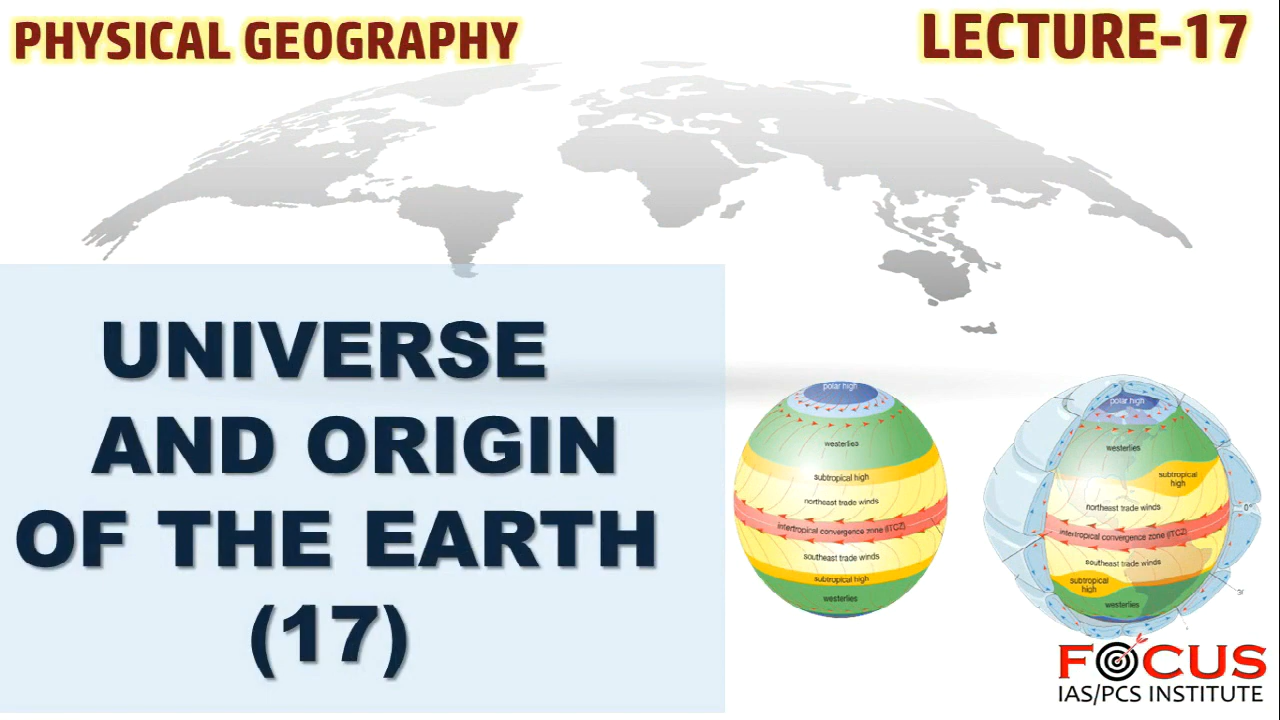 PHYSICAL GEOGRAPHY
LECTURE-17
UNIVERSE
AND ORIGIN
OF THE EARTH
(17)
polar high
westerlies
subtropical high
northeast trade winds
intertropical convergence zone (ITCZ)
southeast trade winds
subtropical high
westerlies
polar high
westerlies
subtropical
high
northeast trade winds
0°
intertropical convergence zone (ITCZ)
southeast trade winds
subtropical
high
westerlies
FOCUS
IAS/PCS INSTITUTE